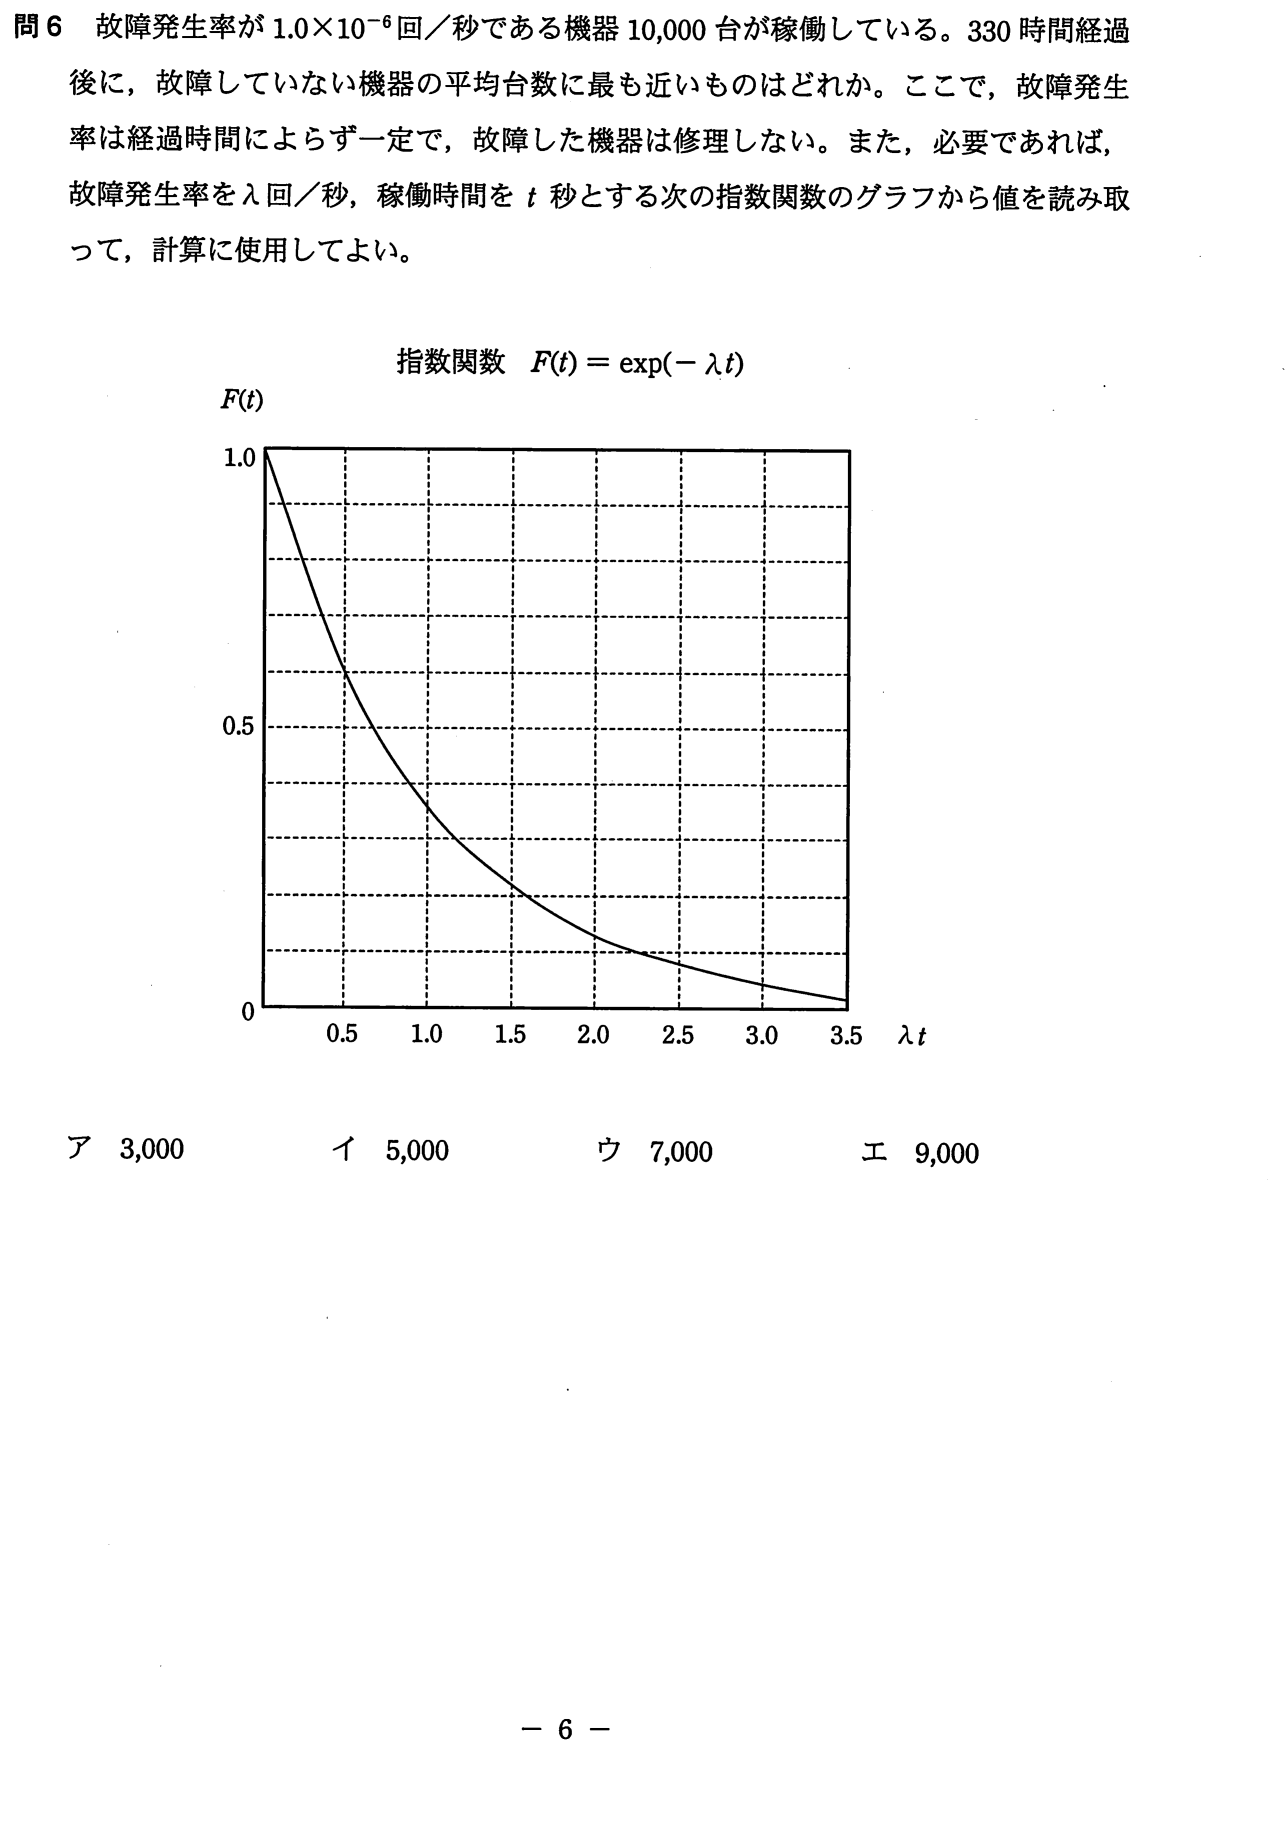 問6 故障発生率が 1.0×10⁻⁶回／秒である機器 10,000 台が稼働している。330 時間経過
後に，故障していない機器の平均台数に最も近いものはどれか。ここで，故障発生
率は経過時間によらず一定で，故障した機器は修理しない。また，必要であれば，
故障発生率をλ回／秒，稼働時間を t 秒とする次の指数関数のグラフから値を読み取
って，計算に使用してよい。
指数関数 F(t) = exp(− λt)
F(t)
1.0
0.5
0
0.5 1.0 1.5 2.0 2.5 3.0 3.5 λt
ア 3,000 イ 5,000 ウ 7,000 エ 9,000
− 6 −